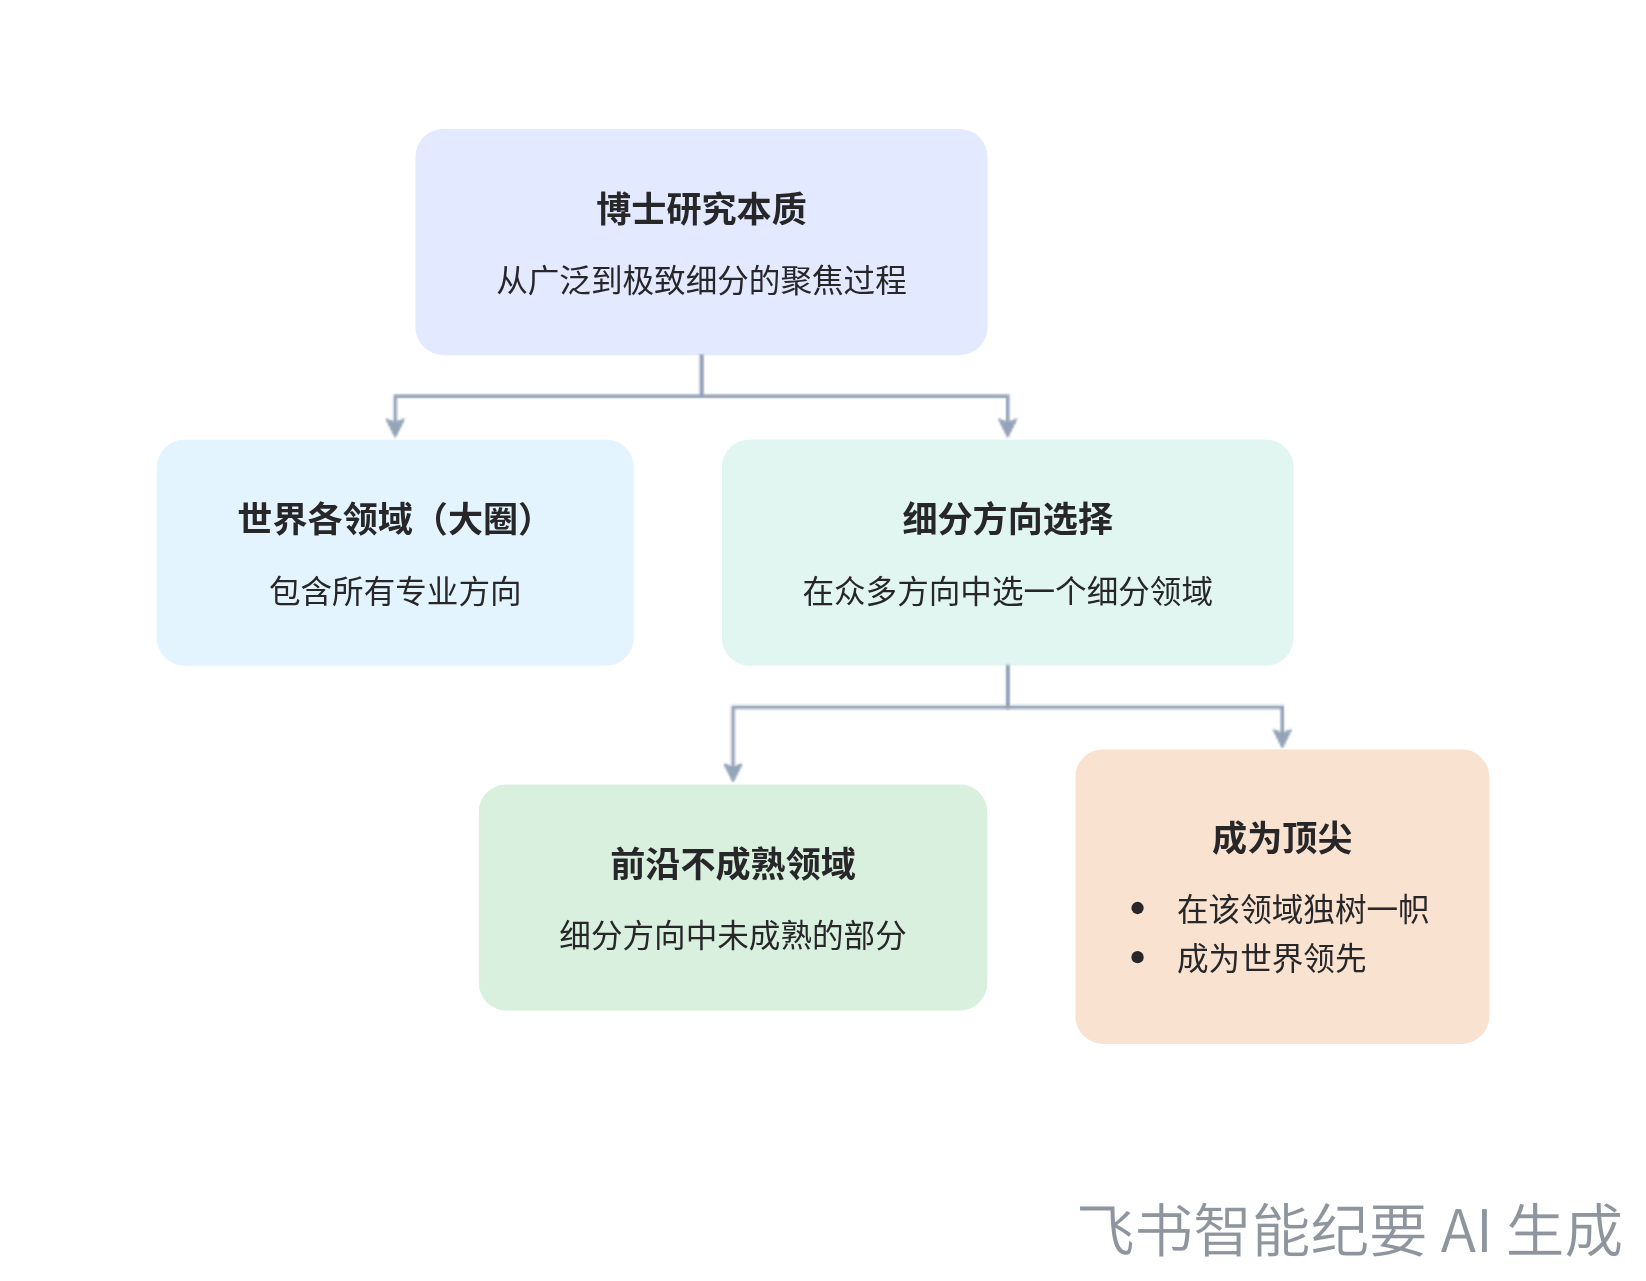 博士研究本质
从广泛到极致细分的聚焦过程
世界各领域（大圈）
包含所有专业方向
细分方向选择
在众多方向中选一个细分领域
前沿不成熟领域
细分方向中未成熟的部分
成为顶尖
• 在该领域独树一帜
• 成为世界领先
飞书智能纪要 AI 生成